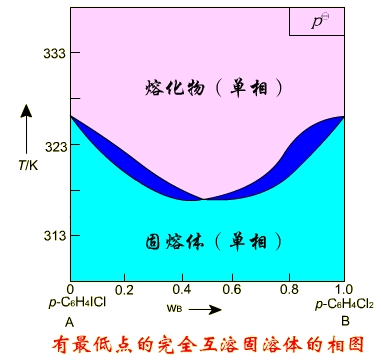 p⊖
333
熔化物（单相）
323
T/K
固熔体（单相）
313
0 0.2 0.4 0.6 0.8 1.0
p-C₆H₄ICl wB p-C₆H₄Cl₂
A B
有最低点的完全互溶固溶体的相图